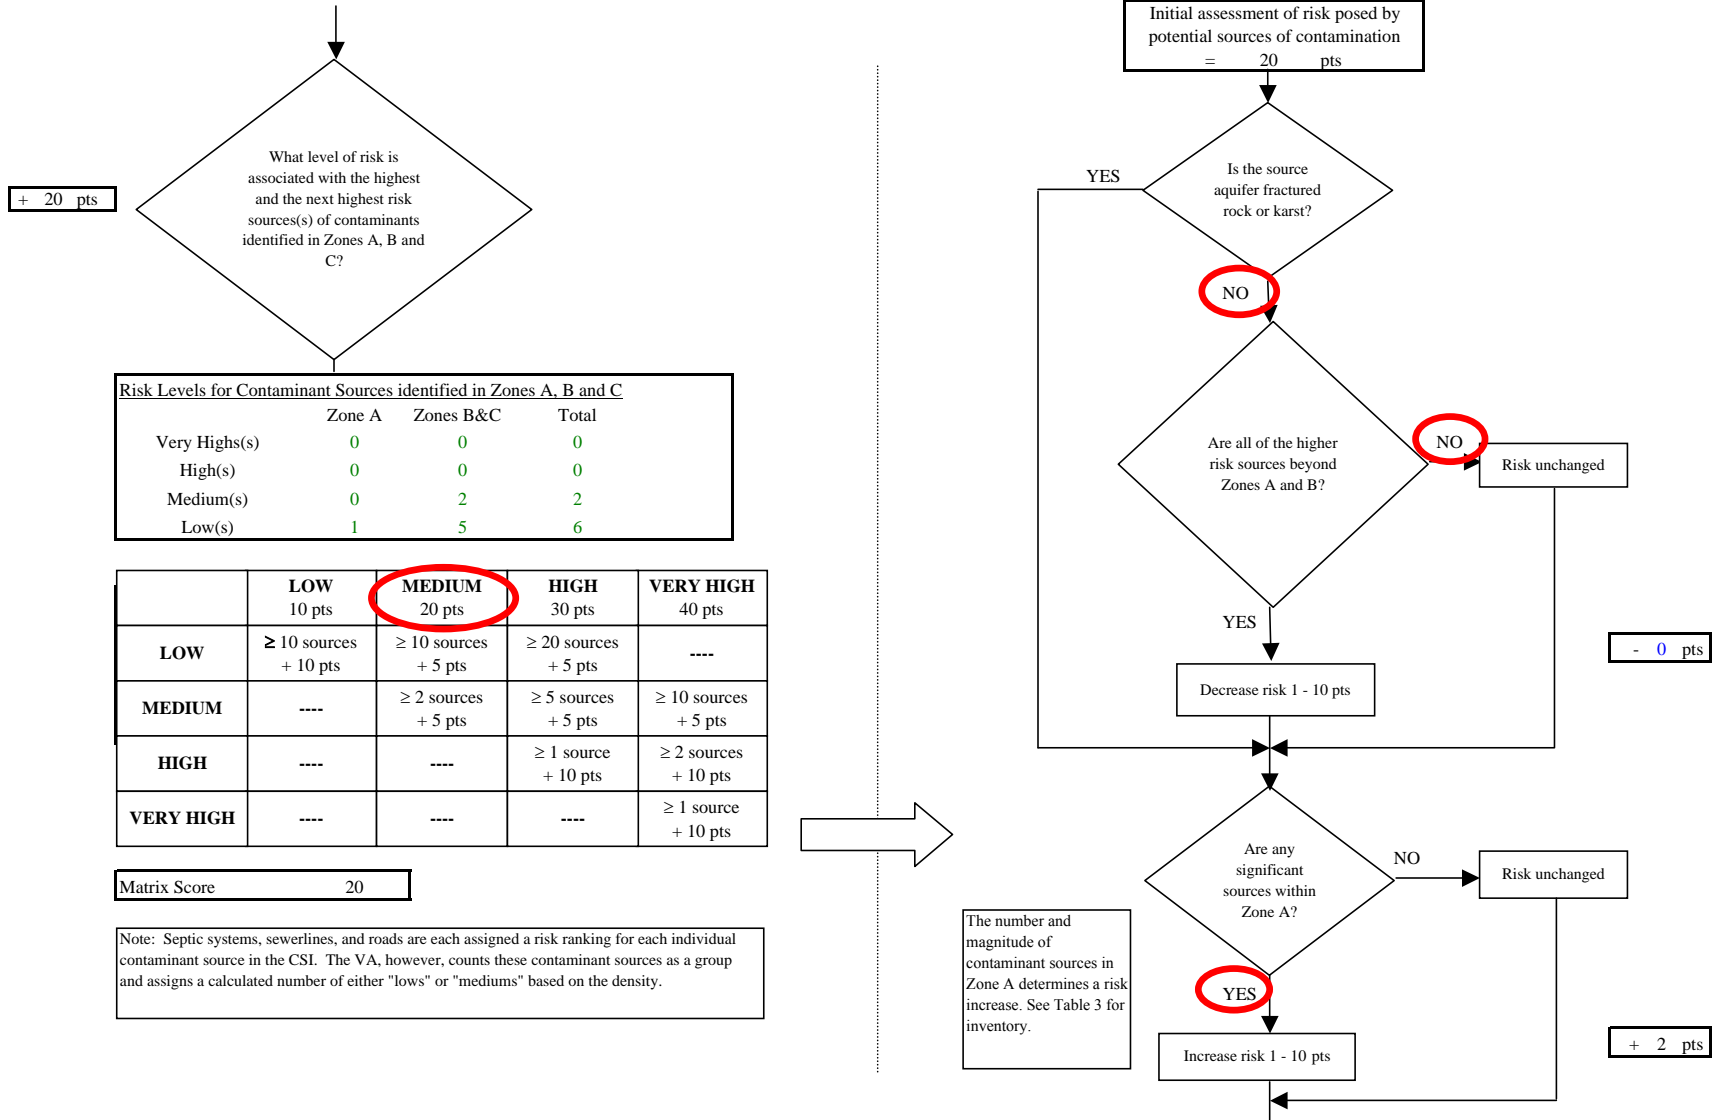 What level of risk is
associated with the highest
and the next highest risk
sources(s) of contaminants
identified in Zones A, B and
C?
+ 20 pts
Risk Levels for Contaminant Sources identified in Zones A, B and C
Zone A Zones B&C Total
Very Highs(s) 0 0 0
High(s) 0 0 0
Medium(s) 0 2 2
Low(s) 1 5 6
LOW MEDIUM HIGH VERY HIGH
10 pts 20 pts 30 pts 40 pts
LOW ≥ 10 sources ≥ 10 sources ≥ 20 sources ----
+ 10 pts + 5 pts + 5 pts
MEDIUM ---- ≥ 2 sources ≥ 5 sources ≥ 10 sources
+ 5 pts + 5 pts + 5 pts
HIGH ---- ---- ≥ 1 source ≥ 2 sources
+ 10 pts + 10 pts
VERY HIGH ---- ---- ---- ≥ 1 source
+ 10 pts
Matrix Score 20
Note: Septic systems, sewerlines, and roads are each assigned a risk ranking for each individual
contaminant source in the CSI. The VA, however, counts these contaminant sources as a group
and assigns a calculated number of either "lows" or "mediums" based on the density.
Initial assessment of risk posed by
potential sources of contamination
= 20 pts
Is the source
aquifer fractured
rock or karst?
YES
NO
Are all of the higher
risk sources beyond
Zones A and B?
NO
Risk unchanged
YES
Decrease risk 1 - 10 pts
- 0 pts
Are any
significant
sources within
Zone A?
NO
Risk unchanged
The number and
magnitude of
contaminant sources in
Zone A determines a risk
increase. See Table 3 for
inventory.
YES
Increase risk 1 - 10 pts
+ 2 pts